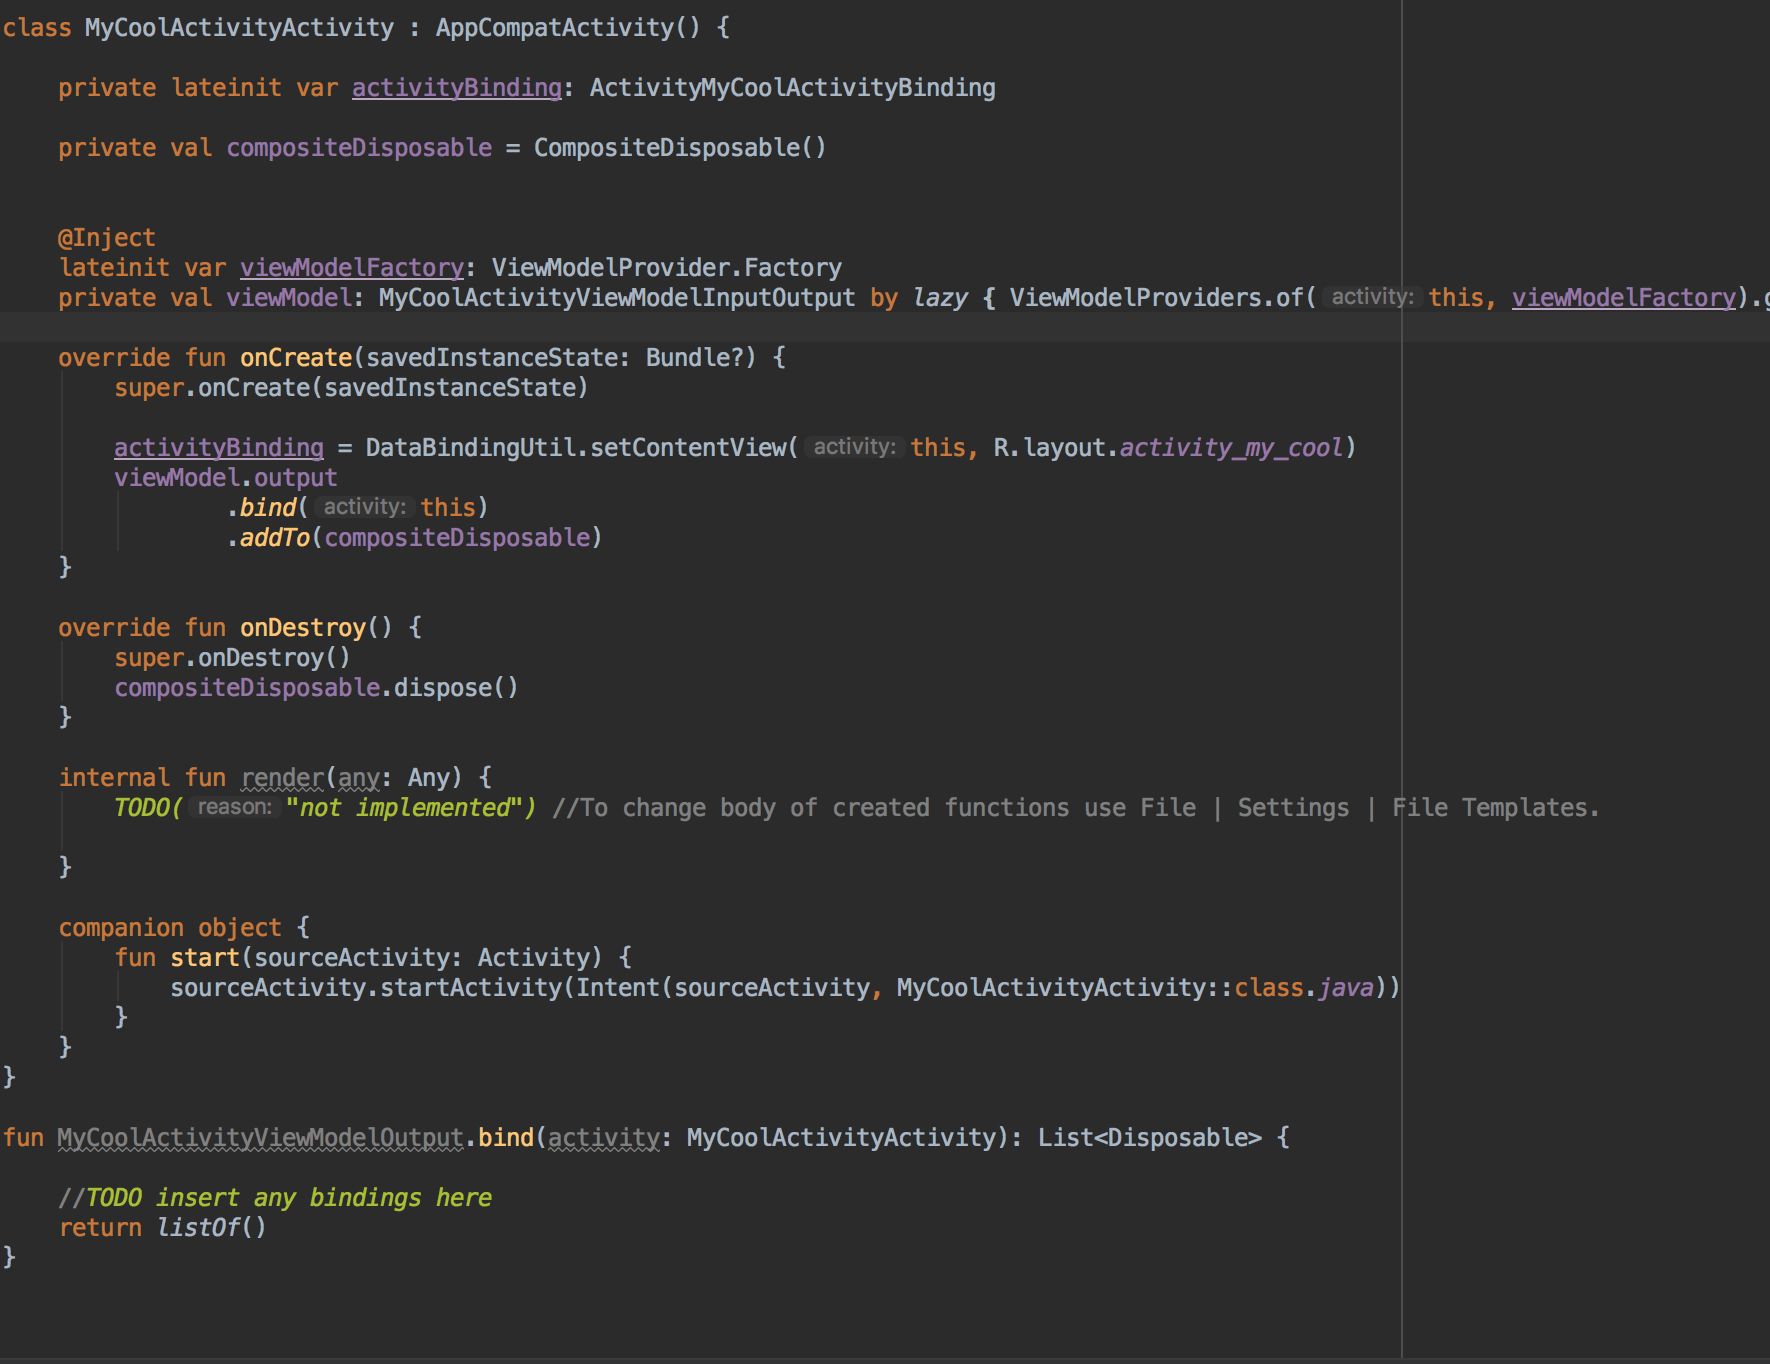 class MyCoolActivityActivity : AppCompatActivity() {
private lateinit var activityBinding: ActivityMyCoolActivityBinding
private val compositeDisposable = CompositeDisposable()
@Inject
lateinit var viewModelFactory: ViewModelProvider.Factory
private val viewModel: MyCoolActivityViewModelInputOutput by lazy { ViewModelProviders.of( activity: this, viewModelFactory).g
override fun onCreate(savedInstanceState: Bundle?) {
super.onCreate(savedInstanceState)
activityBinding = DataBindingUtil.setContentView( activity: this, R.layout.activity_my_cool)
viewModel.output
.bind( activity: this)
.addTo(compositeDisposable)
}
override fun onDestroy() {
super.onDestroy()
compositeDisposable.dispose()
}
internal fun render(any: Any) {
TODO( reason: "not implemented") //To change body of created functions use File | Settings | File Templates.
}
companion object {
fun start(sourceActivity: Activity) {
sourceActivity.startActivity(Intent(sourceActivity, MyCoolActivityActivity::class.java))
}
}
}
fun MyCoolActivityViewModelOutput.bind(activity: MyCoolActivityActivity): List<Disposable> {
//TODO insert any bindings here
return listOf()
}